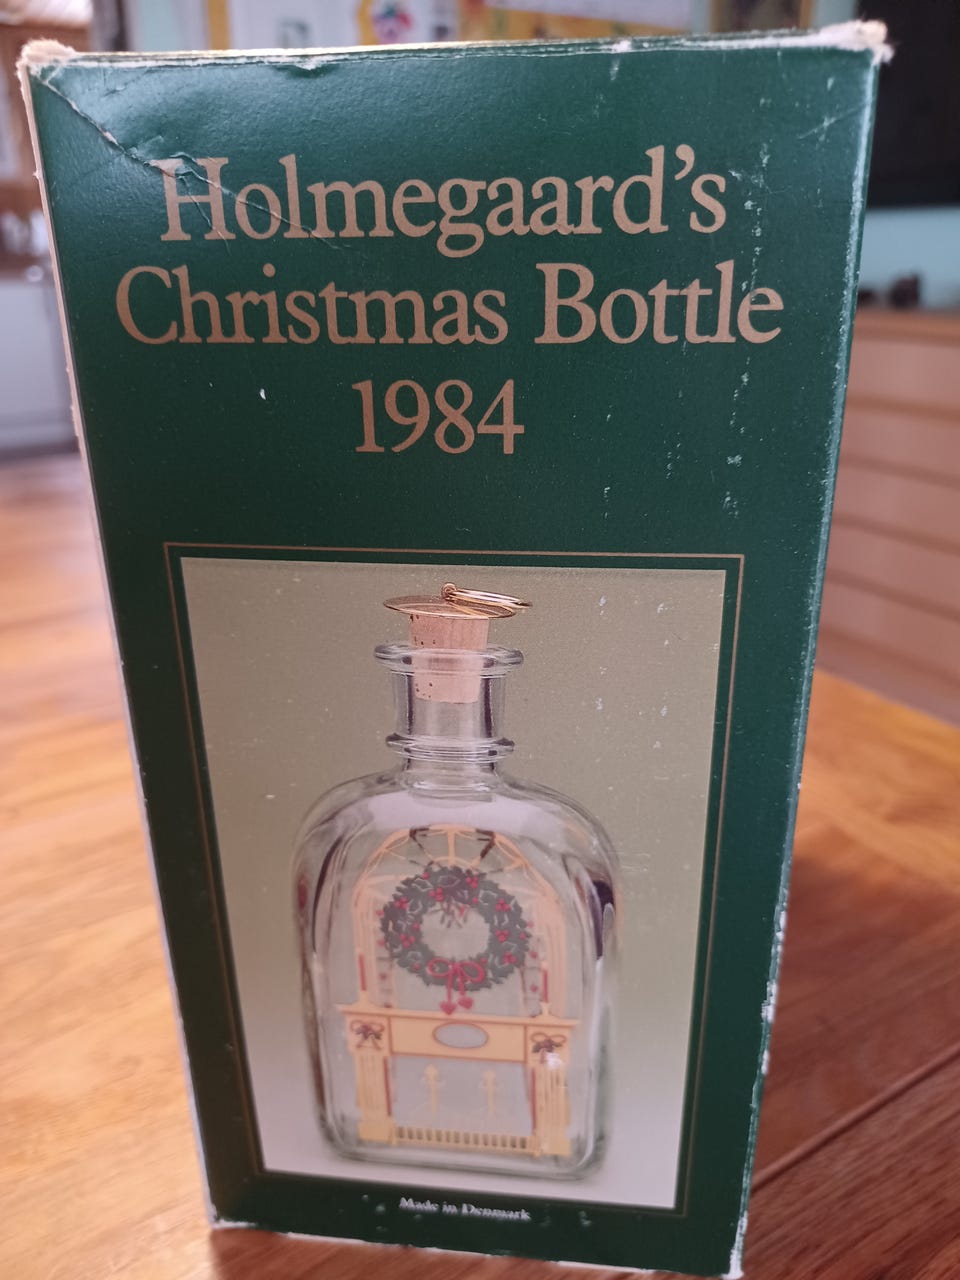 Holmegaard's
Christmas Bottle
1984
Made in Denmark